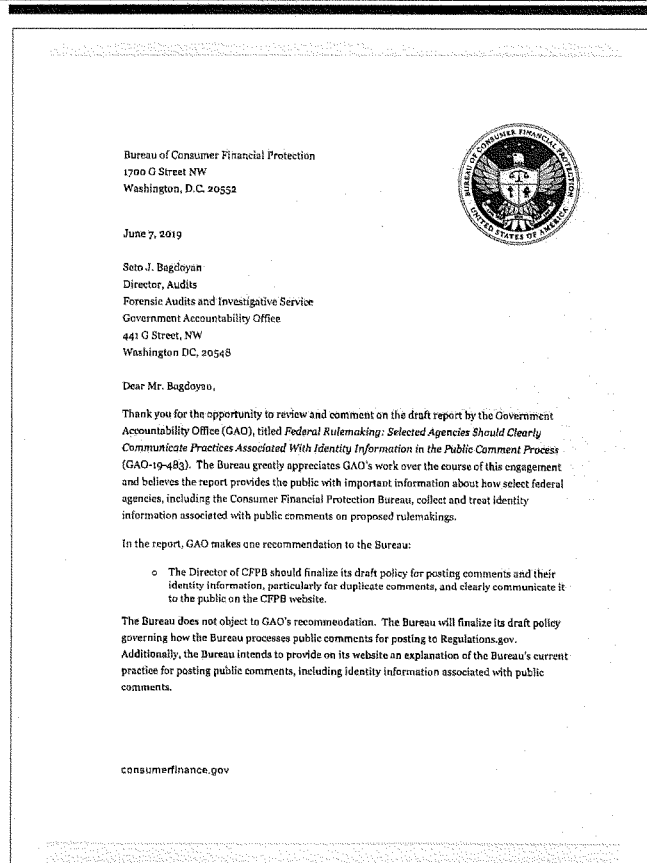 Bureau of Consumer Financial Protection
1700 G Street NW
Washington, D.C. 20552
BUREAU OF CONSUMER FINANCIAL PROTECTION
UNITED STATES OF AMERICA
June 7, 2019
Seto J. Bagdoyan
Director, Audits
Forensic Audits and Investigative Service
Government Accountability Office
441 G Street, NW
Washington DC, 20548
Dear Mr. Bagdoyan,
Thank you for the opportunity to review and comment on the draft report by the Government
Accountability Office (GAO), titled Federal Rulemaking: Selected Agencies Should Clearly
Communicate Practices Associated With Identity Information in the Public Comment Process
(GAO-19-483). The Bureau greatly appreciates GAO's work over the course of this engagement
and believes the report provides the public with important information about how select federal
agencies, including the Consumer Financial Protection Bureau, collect and treat identity
information associated with public comments on proposed rulemakings.
In the report, GAO makes one recommendation to the Bureau:
o The Director of CFPB should finalize its draft policy for posting comments and their
identity information, particularly for duplicate comments, and clearly communicate it
to the public on the CFPB website.
The Bureau does not object to GAO's recommendation. The Bureau will finalize its draft policy
governing how the Bureau processes public comments for posting to Regulations.gov.
Additionally, the Bureau intends to provide on its website an explanation of the Bureau's current
practice for posting public comments, including identity information associated with public
comments.
consumerfinance.gov